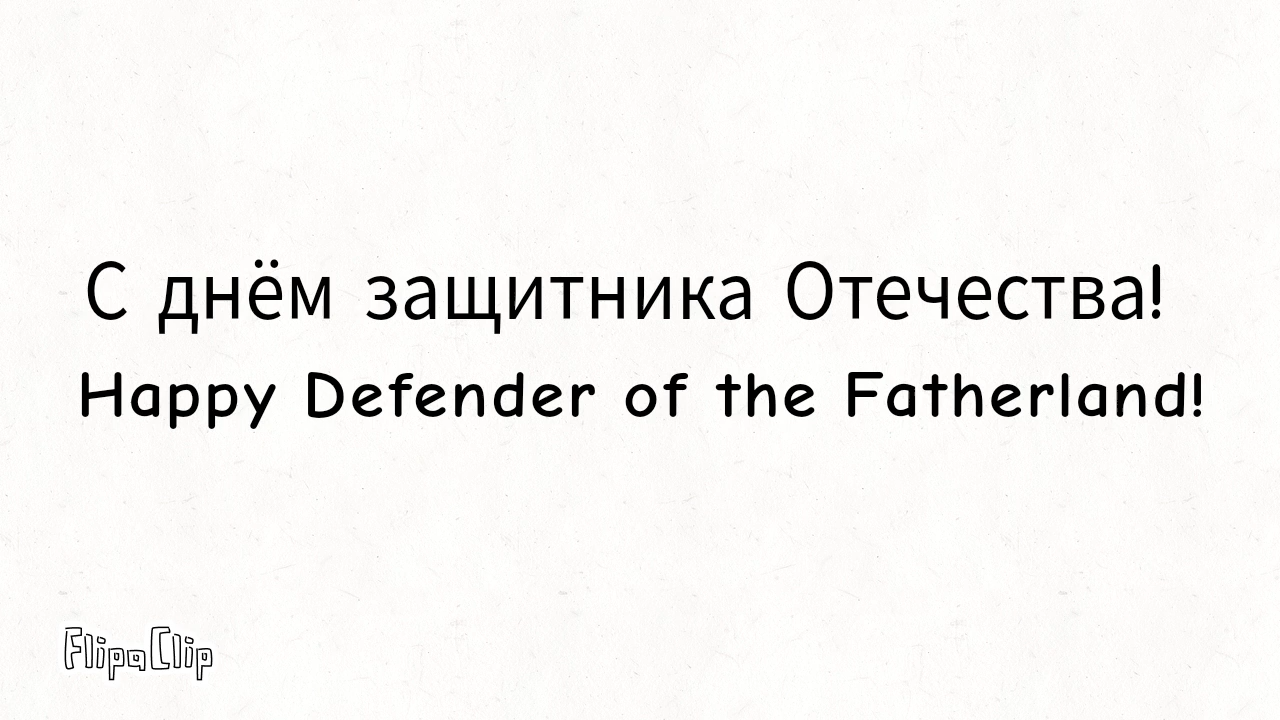 С днём защитника Отечества!
Happy Defender of the Fatherland!
FlipaClip